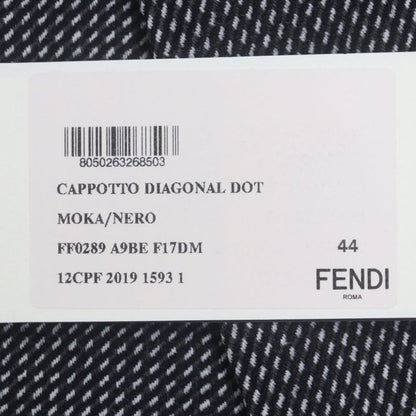 8050263268503
CAPPOTTO DIAGONAL DOT
MOKA/NERO
FF0289 A9BE F17DM
44
12CPF 2019 1593 1
FENDI
ROMA